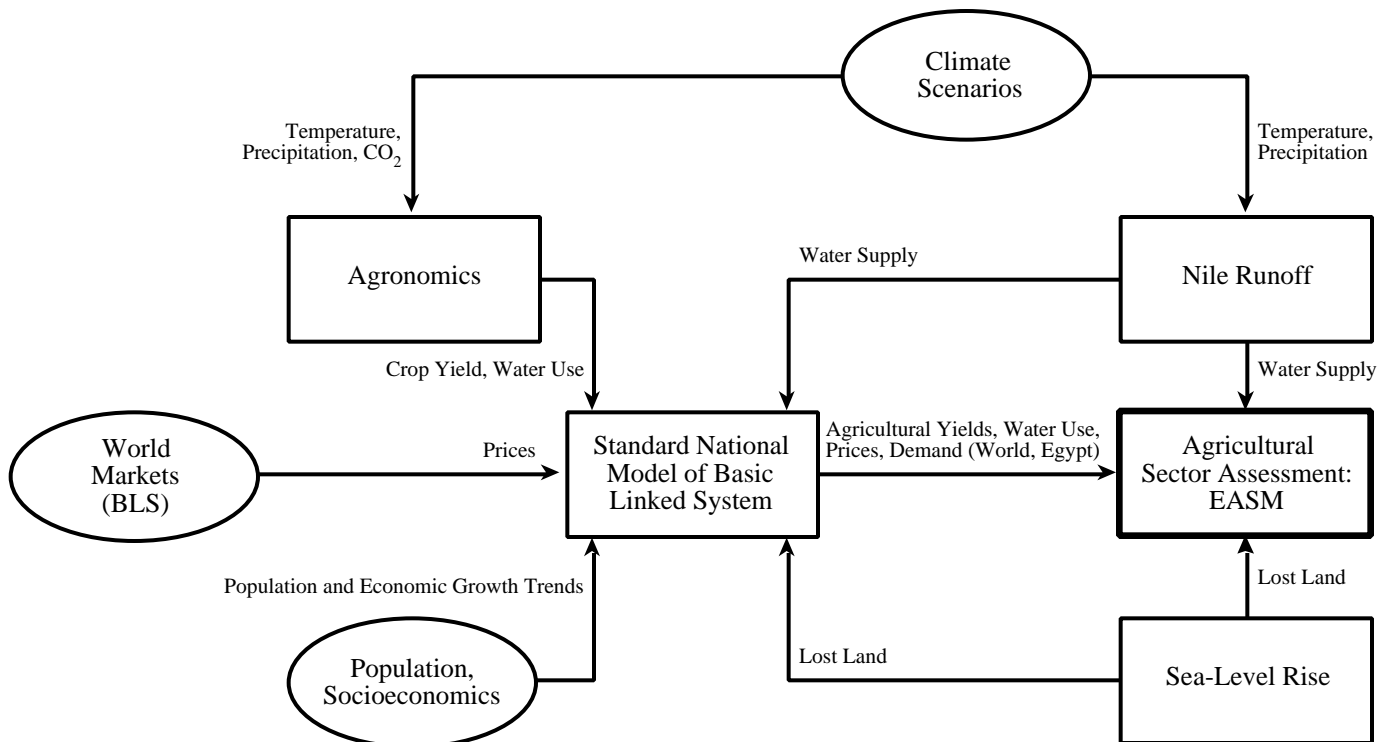 Climate
Scenarios
Temperature,
Precipitation, CO2
Temperature,
Precipitation
Agronomics
Water Supply
Nile Runoff
Crop Yield, Water Use
Water Supply
World
Markets
(BLS)
Prices
Standard National
Model of Basic
Linked System
Agricultural Yields, Water Use,
Prices, Demand (World, Egypt)
Agricultural
Sector Assessment:
EASM
Population and Economic Growth Trends
Lost Land
Population,
Socioeconomics
Lost Land
Sea-Level Rise